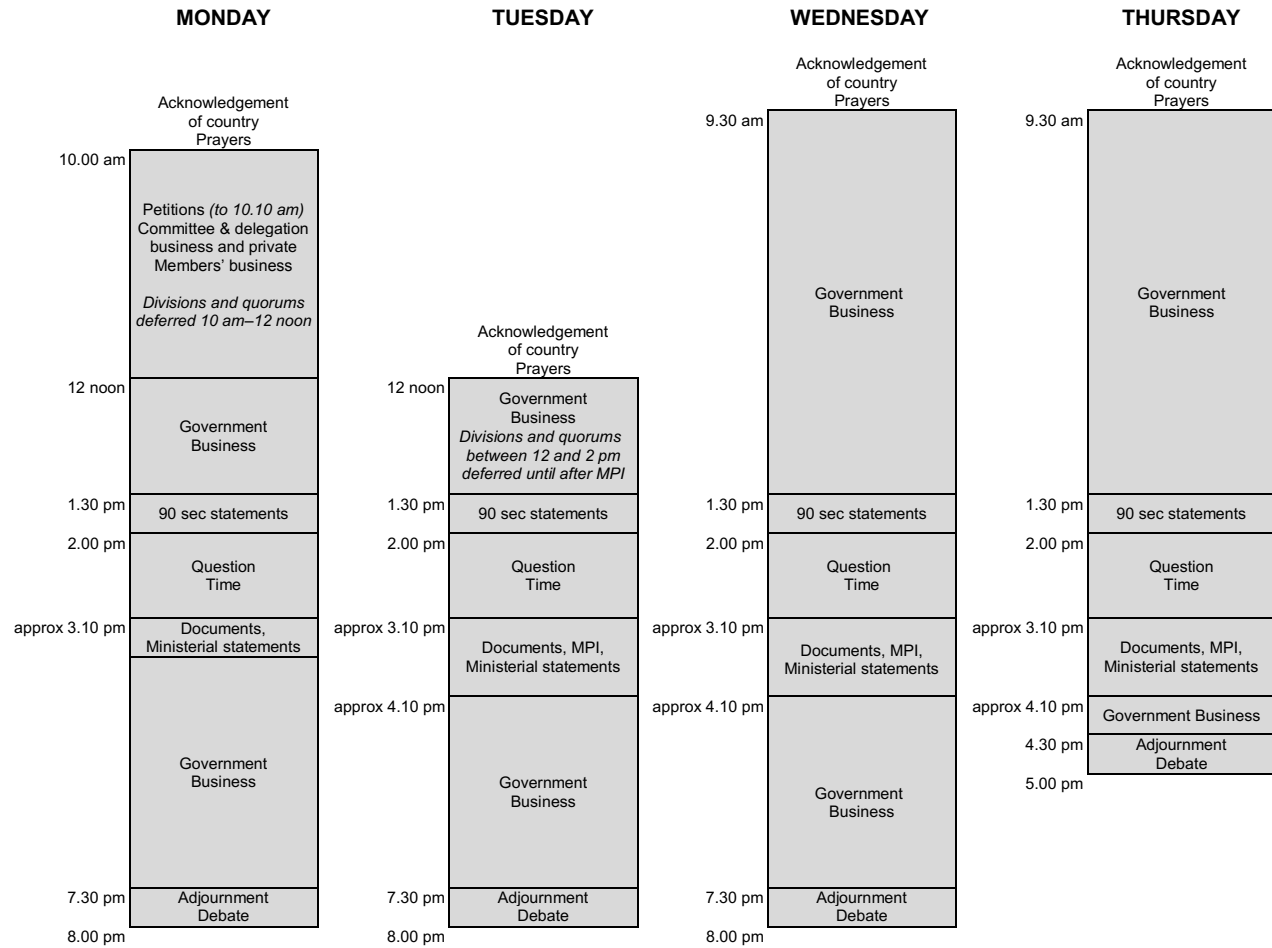 MONDAY
Acknowledgement
of country
Prayers
10.00 am
Petitions (to 10.10 am)
Committee & delegation
business and private
Members’ business
Divisions and quorums
deferred 10 am–12 noon
12 noon
Government
Business
1.30 pm
90 sec statements
2.00 pm
Question
Time
approx 3.10 pm
Documents,
Ministerial statements
Government
Business
7.30 pm
Adjournment
Debate
8.00 pm
TUESDAY
Acknowledgement
of country
Prayers
12 noon
Government
Business
Divisions and quorums
between 12 and 2 pm
deferred until after MPI
1.30 pm
90 sec statements
2.00 pm
Question
Time
approx 3.10 pm
Documents, MPI,
Ministerial statements
approx 4.10 pm
Government
Business
7.30 pm
Adjournment
Debate
8.00 pm
WEDNESDAY
Acknowledgement
of country
Prayers
9.30 am
Government
Business
1.30 pm
90 sec statements
2.00 pm
Question
Time
approx 3.10 pm
Documents, MPI,
Ministerial statements
approx 4.10 pm
Government
Business
7.30 pm
Adjournment
Debate
8.00 pm
THURSDAY
Acknowledgement
of country
Prayers
9.30 am
Government
Business
1.30 pm
90 sec statements
2.00 pm
Question
Time
approx 3.10 pm
Documents, MPI,
Ministerial statements
approx 4.10 pm
Government Business
4.30 pm
Adjournment
Debate
5.00 pm